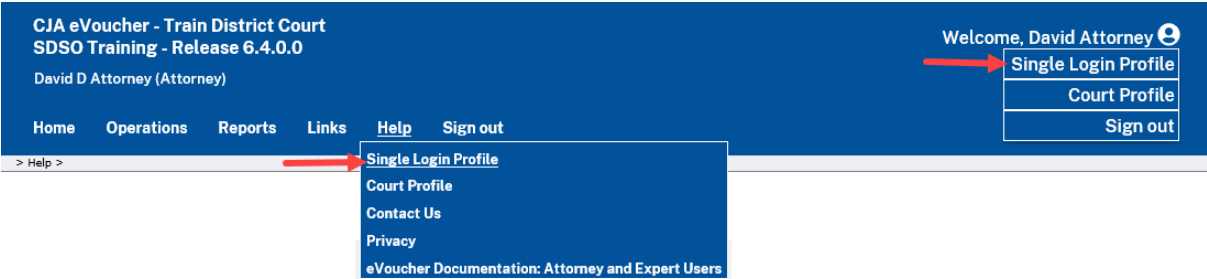 CJA eVoucher - Train District Court
SDSO Training - Release 6.4.0.0
David D Attorney (Attorney)
Welcome, David Attorney
Single Login Profile
Court Profile
Sign out
Home Operations Reports Links Help Sign out
> Help >
Single Login Profile
Court Profile
Contact Us
Privacy
eVoucher Documentation: Attorney and Expert Users